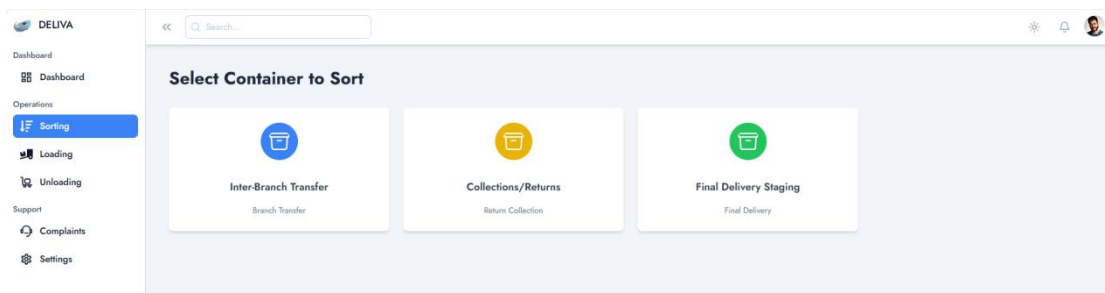 DELIVA
Search...
Dashboard
Dashboard
Operations
Sorting
Loading
Unloading
Support
Complaints
Settings
Select Container to Sort
Inter-Branch Transfer
Branch Transfer
Collections/Returns
Return Collection
Final Delivery Staging
Final Delivery